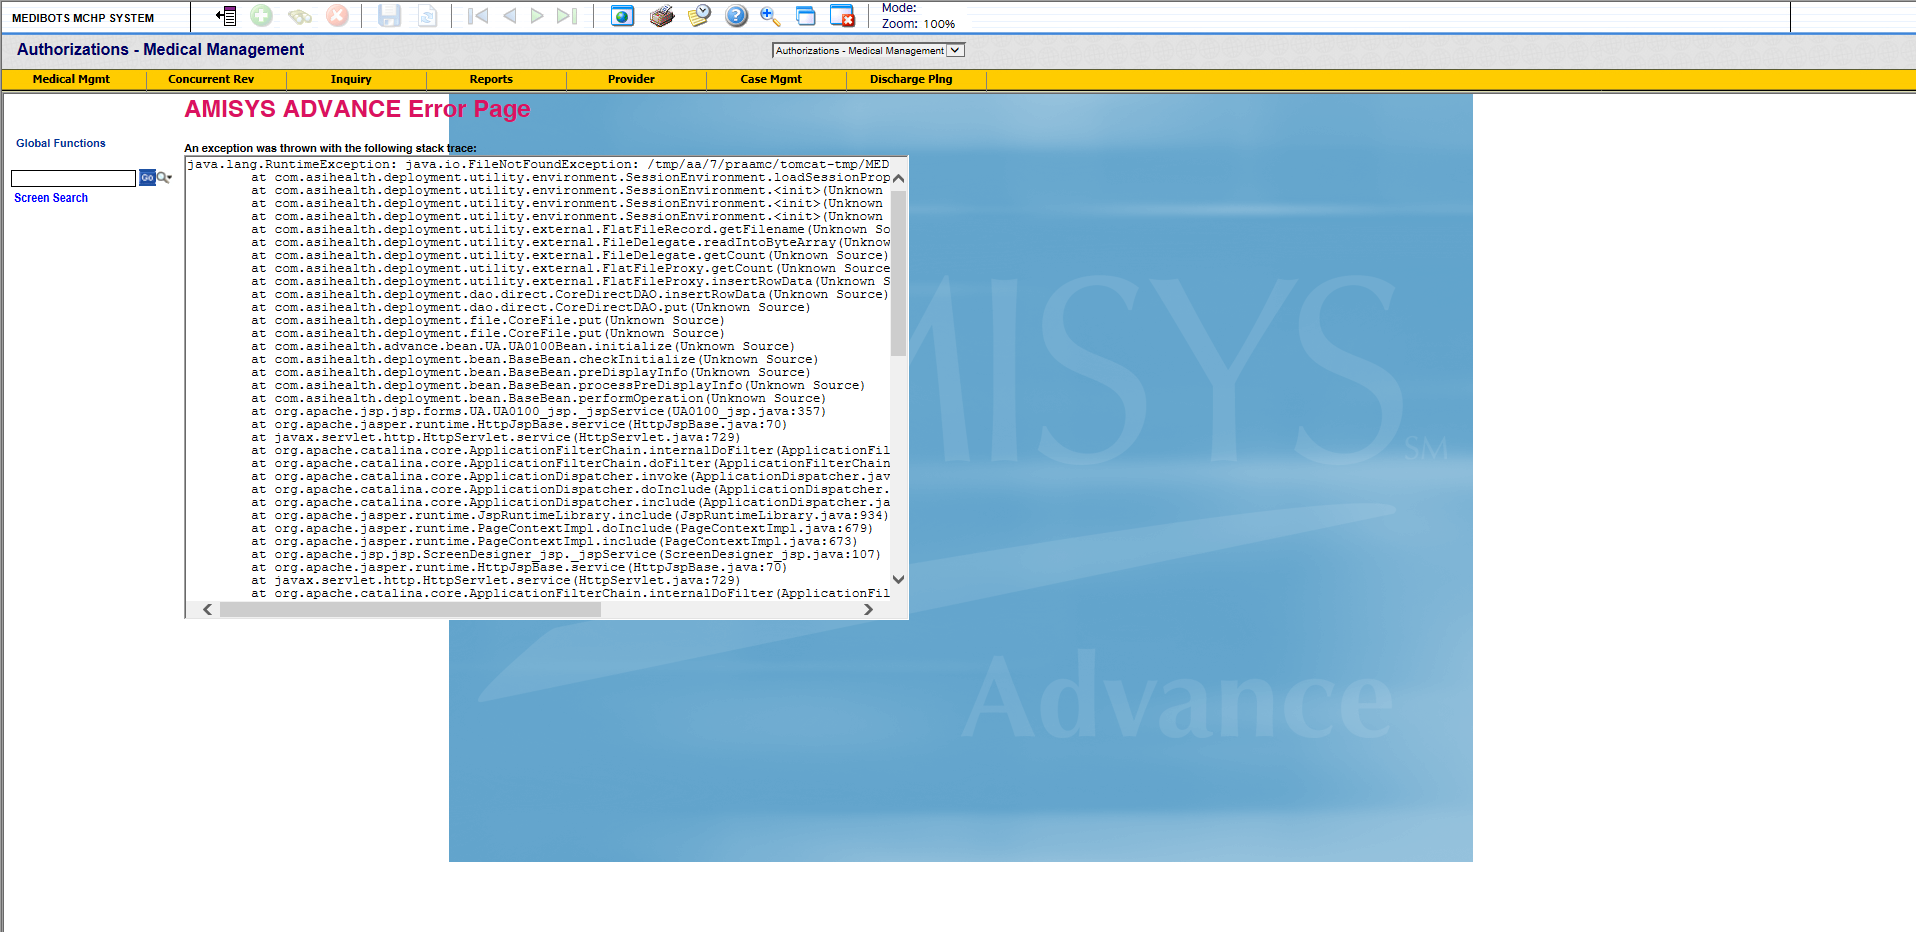 MEDIBOTS MCHP SYSTEM
Mode:
Zoom: 100%
Authorizations - Medical Management
Authorizations - Medical Management
Medical Mgmt
Concurrent Rev
Inquiry
Reports
Provider
Case Mgmt
Discharge Plng
AMISYS ADVANCE Error Page
Global Functions
An exception was thrown with the following stack trace:
Go
Screen Search
java.lang.RuntimeException: java.io.FileNotFoundException: /tmp/aa/7/praamc/tomcat-tmp/MED
at com.asihealth.deployment.utility.environment.SessionEnvironment.loadSessionProp
at com.asihealth.deployment.utility.environment.SessionEnvironment.<init>(Unknown
at com.asihealth.deployment.utility.environment.SessionEnvironment.<init>(Unknown
at com.asihealth.deployment.utility.environment.SessionEnvironment.<init>(Unknown
at com.asihealth.deployment.utility.external.FlatFileRecord.getFilename(Unknown So
at com.asihealth.deployment.utility.external.FileDelegate.readIntoByteArray(Unknow
at com.asihealth.deployment.utility.external.FileDelegate.getCount(Unknown Source)
at com.asihealth.deployment.utility.external.FlatFileProxy.getCount(Unknown Source
at com.asihealth.deployment.utility.external.FlatFileProxy.insertRowData(Unknown S
at com.asihealth.deployment.dao.direct.CoreDirectDAO.insertRowData(Unknown Source)
at com.asihealth.deployment.dao.direct.CoreDirectDAO.put(Unknown Source)
at com.asihealth.deployment.file.CoreFile.put(Unknown Source)
at com.asihealth.deployment.file.CoreFile.put(Unknown Source)
at com.asihealth.advance.bean.UA.UA0100Bean.initialize(Unknown Source)
at com.asihealth.deployment.bean.BaseBean.checkInitialize(Unknown Source)
at com.asihealth.deployment.bean.BaseBean.preDisplayInfo(Unknown Source)
at com.asihealth.deployment.bean.BaseBean.processPreDisplayInfo(Unknown Source)
at com.asihealth.deployment.bean.BaseBean.performOperation(Unknown Source)
at org.apache.jsp.jsp.forms.UA.UA0100_jsp._jspService(UA0100_jsp.java:357)
at org.apache.jasper.runtime.HttpJspBase.service(HttpJspBase.java:70)
at javax.servlet.http.HttpServlet.service(HttpServlet.java:729)
at org.apache.catalina.core.ApplicationFilterChain.internalDoFilter(ApplicationFil
at org.apache.catalina.core.ApplicationFilterChain.doFilter(ApplicationFilterChain
at org.apache.catalina.core.ApplicationDispatcher.invoke(ApplicationDispatcher.jav
at org.apache.catalina.core.ApplicationDispatcher.doInclude(ApplicationDispatcher.
at org.apache.catalina.core.ApplicationDispatcher.include(ApplicationDispatcher.ja
at org.apache.jasper.runtime.JspRuntimeLibrary.include(JspRuntimeLibrary.java:934)
at org.apache.jasper.runtime.PageContextImpl.doInclude(PageContextImpl.java:679)
at org.apache.jasper.runtime.PageContextImpl.include(PageContextImpl.java:673)
at org.apache.jsp.jsp.ScreenDesigner_jsp._jspService(ScreenDesigner_jsp.java:107)
at org.apache.jasper.runtime.HttpJspBase.service(HttpJspBase.java:70)
at javax.servlet.http.HttpServlet.service(HttpServlet.java:729)
at org.apache.catalina.core.ApplicationFilterChain.internalDoFilter(ApplicationFil
MISYS SM
Advance